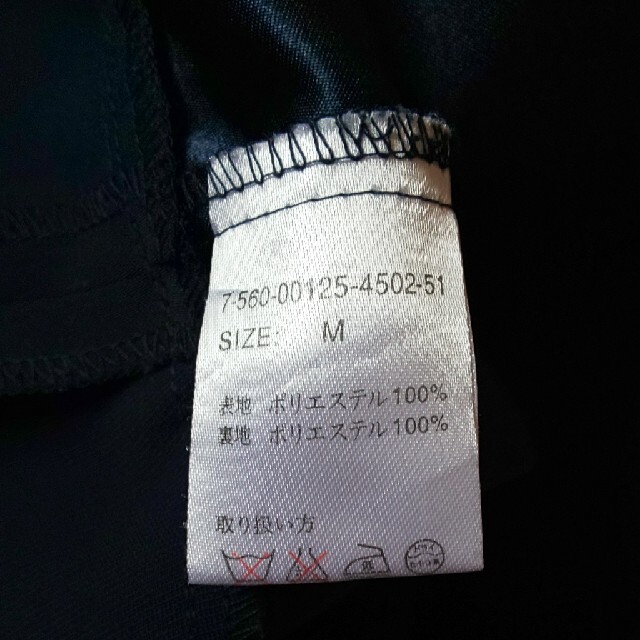 7-560-00125-4502-51
SIZE: M
表地 ポリエステル100%
裏地 ポリエステル100%
取り扱い方